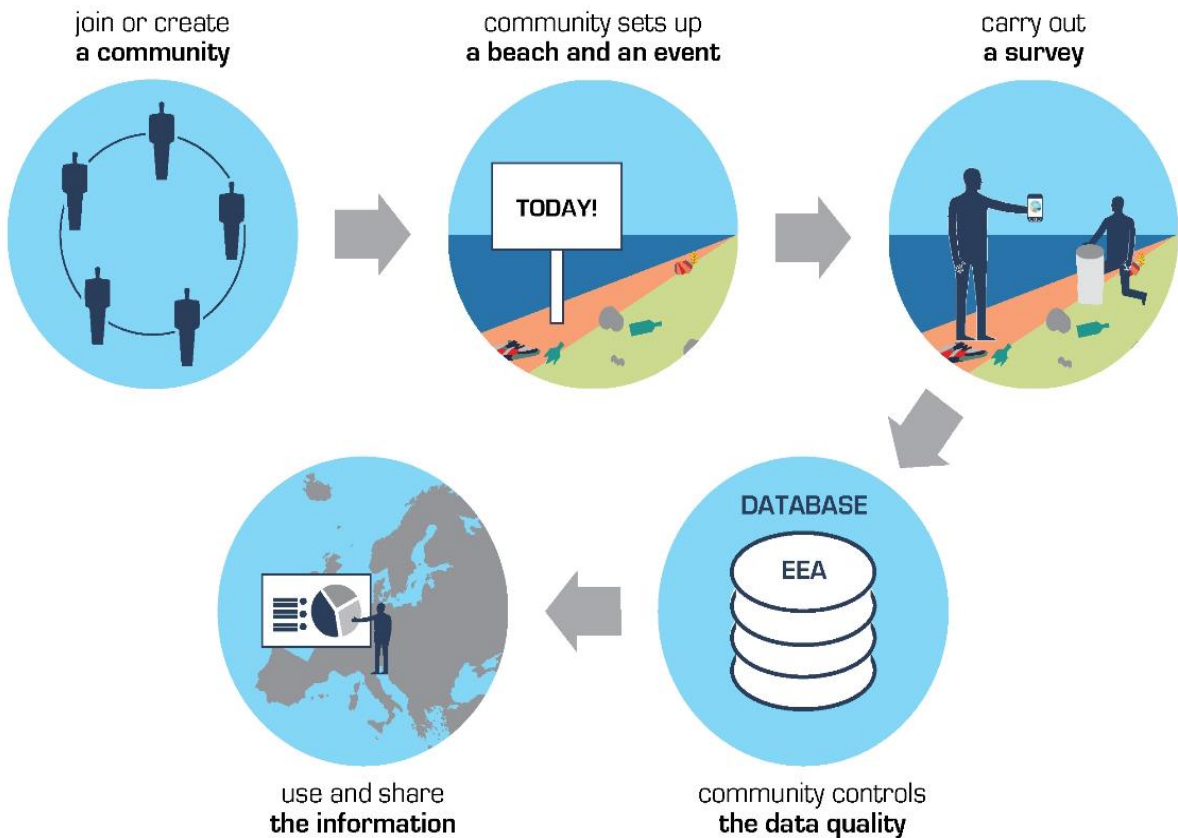 join or create
a community
community sets up
a beach and an event
carry out
a survey
TODAY!
DATABASE
EEA
use and share
the information
community controls
the data quality